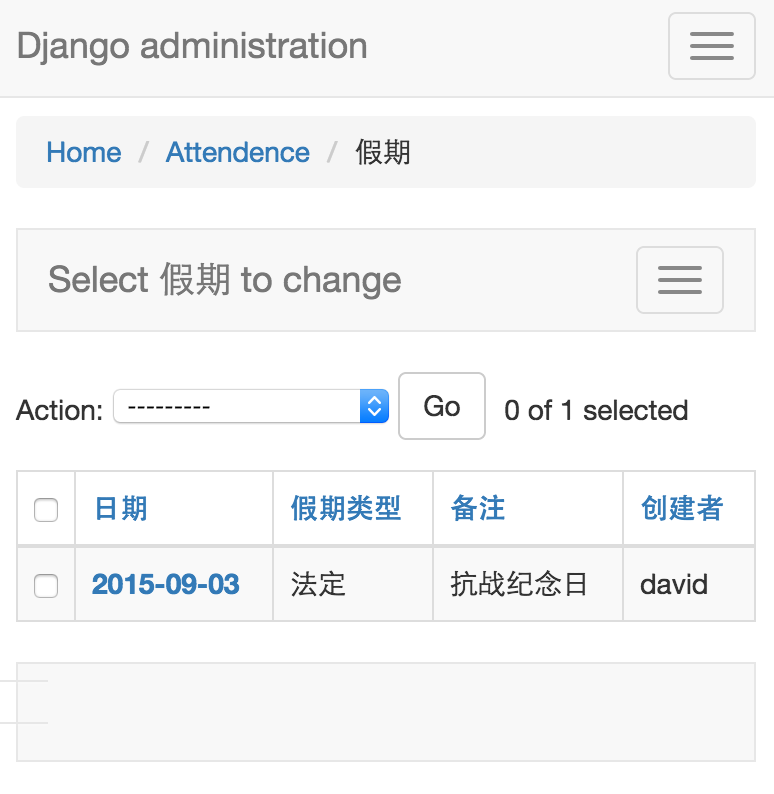 Django administration
Home / Attendence / 假期
Select 假期 to change
Action: --------- Go 0 of 1 selected
日期 假期类型 备注 创建者
2015-09-03 法定 抗战纪念日 david